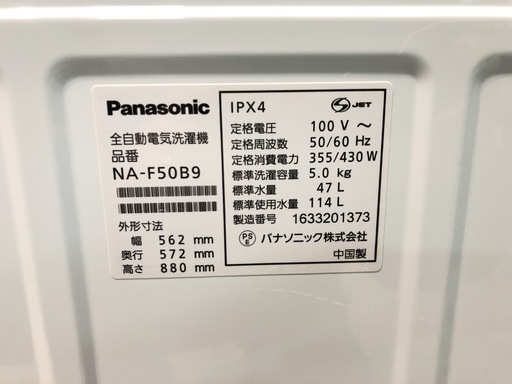 Panasonic
全自動電気洗濯機
品番
NA-F50B9
外形寸法
幅 562 mm
奥行 572 mm
高さ 880 mm
IPX4
S JET
定格電圧 100 V ～
定格周波数 50/60 Hz
定格消費電力 355/430 W
標準洗濯容量 5.0 kg
標準水量 47 L
標準使用水量 114 L
製造番号 1633201373
PS E パナソニック株式会社
中国製